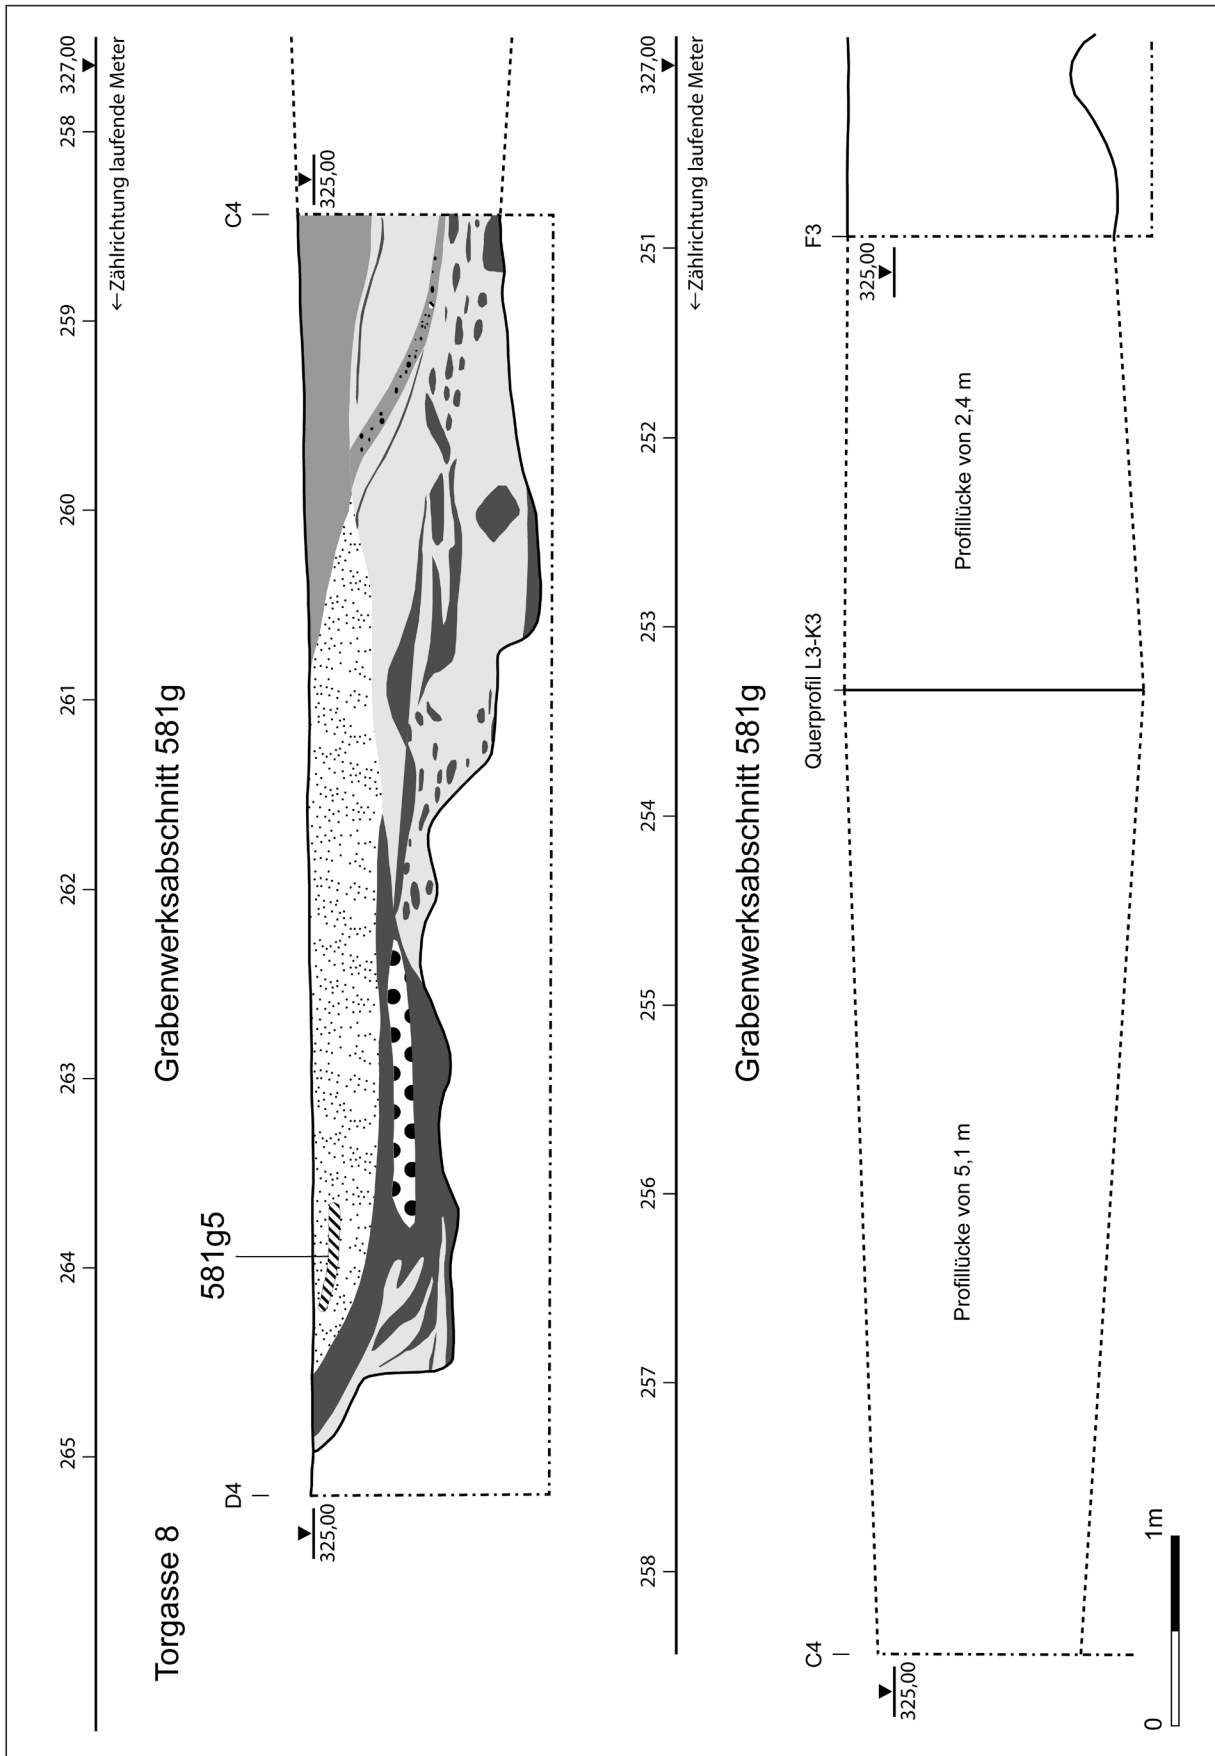 Torgasse 8
Grabenwerksabschnitt 581g
265
264
263
262
261
260
259
258
327,00
←Zählrichtung laufende Meter
581g5
D4
C4
325,00
325,00
Grabenwerksabschnitt 581g
258
257
256
255
254
253
252
251
327,00
←Zählrichtung laufende Meter
C4
Querprofil L3-K3
F3
325,00
325,00
Profillücke von 5,1 m
Profillücke von 2,4 m
0
1m